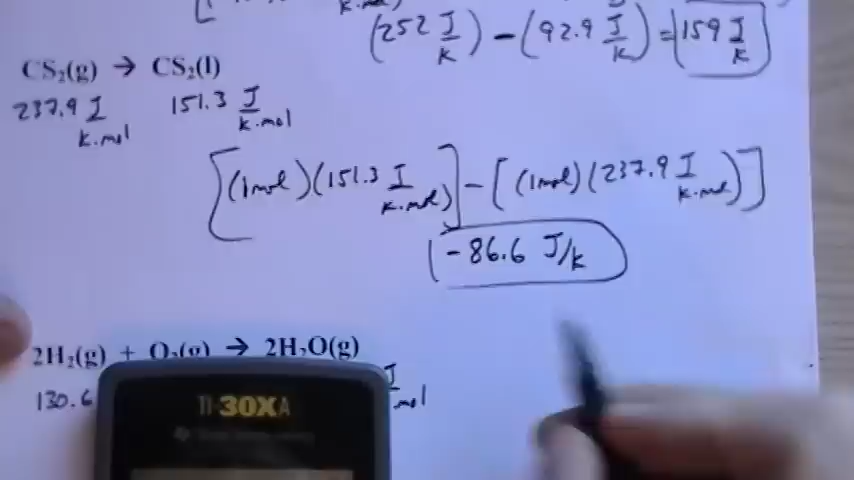 (252 J/K) - (92.9 J/K) = 159 J/K
CS₂(g) → CS₂(l)
237.9 J/K·mol 151.3 J/K·mol
[(1mol)(151.3 J/K·mol)] - [(1mol)(237.9 J/K·mol)]
-86.6 J/K
2H₂(g) + O₂(g) → 2H₂O(g)
130.6 J/mol
TI-30XA